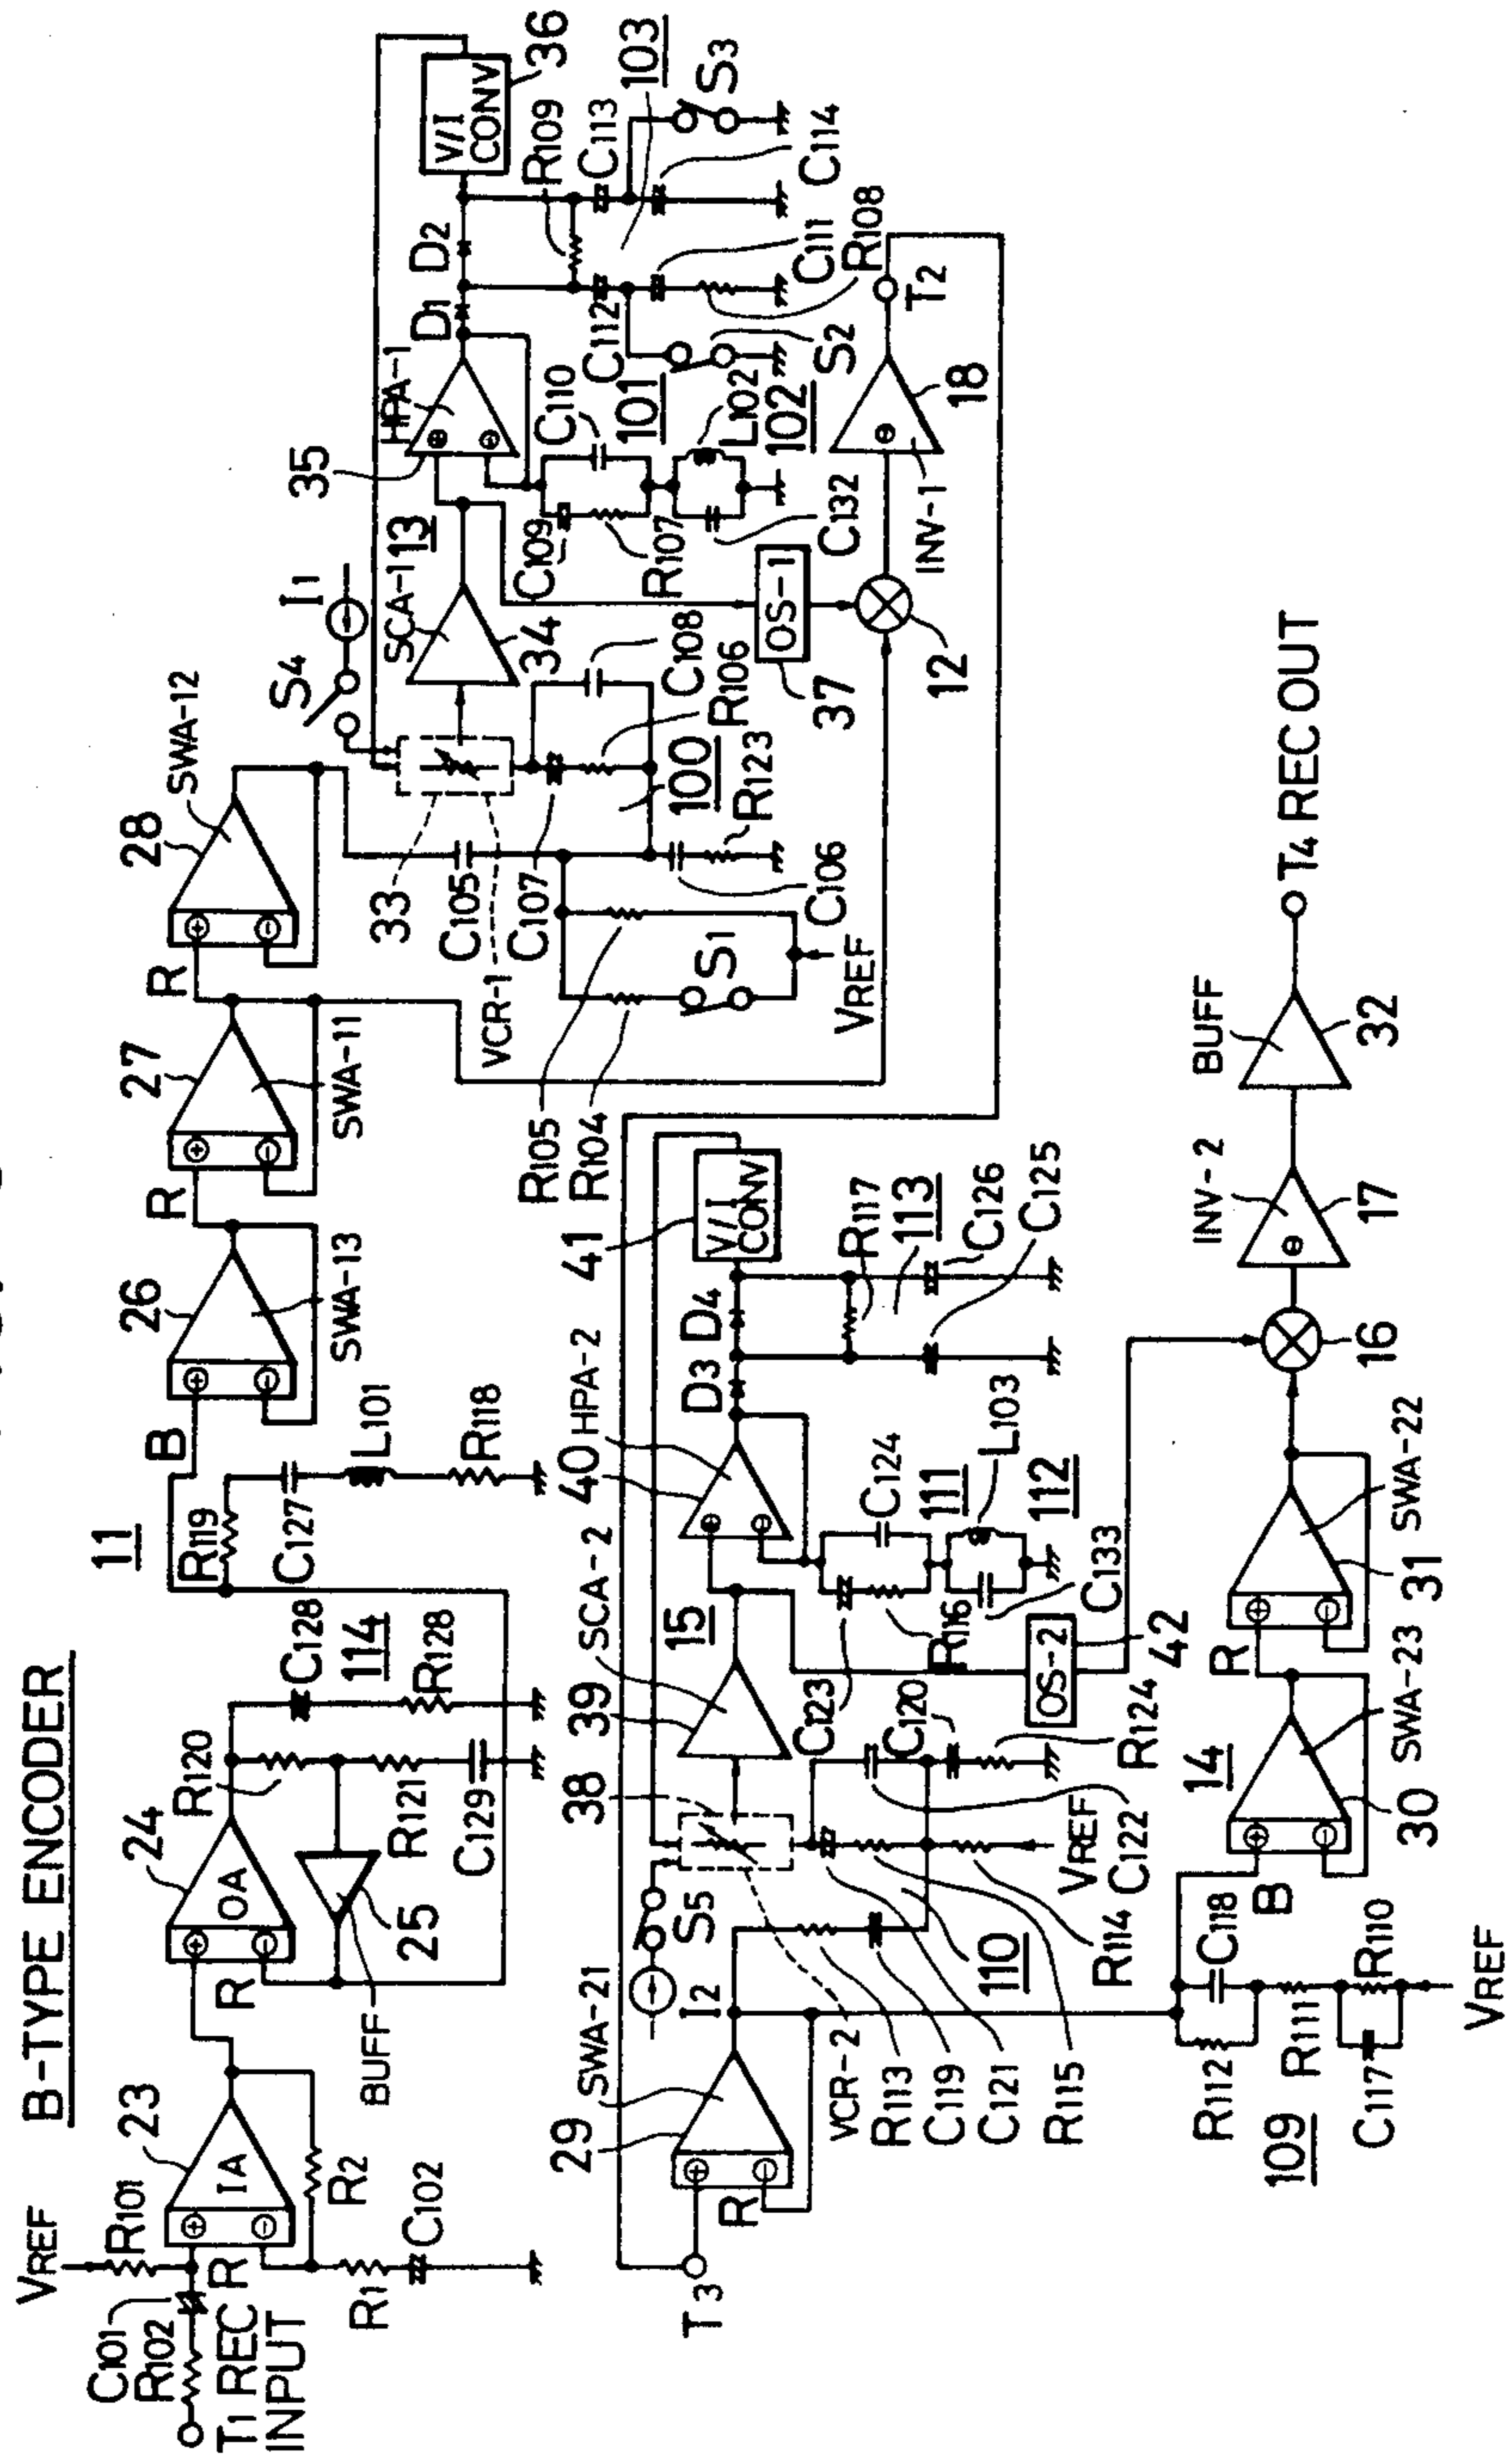 B-TYPE ENCODER
VREF
R101
C101
R102
T1 REC
INPUT
R
23
IA
R2
R1
C102
24
OA
R
R120
BUFF
25
R121
C129
C128
114
R128
11
R119
C127
L101
R118
B
26
SWA-13
R
27
SWA-11
R
28
SWA-12
S4
I1
33
VCR-1
C105
C107
R105
R104
S1
VREF
C106
R123
100
R106
C108
SCA-1
34
13
35
HPA-1
D1
D2
V/I
CONV
36
C109
R107
C110
101
L102
102
C132
C112
S2
C111
R108
R109
103
C113
C114
S3
OS-1
37
12
INV-1
18
T2
T3
R
29
SWA-21
I2
S5
38
VCR-2
R113
C119
C121
R115
110
R114
VREF
C122
C120
R124
39
SCA-2
15
40
HPA-2
C123
R116
C124
111
L103
112
C133
D3
D4
41
V/I
CONV
R117
113
C126
C125
OS-2
42
109
R112
C118
R111
C117
R110
VREF
B
14
30
SWA-23
R
31
SWA-22
16
INV-2
17
BUFF
32
T4 REC OUT